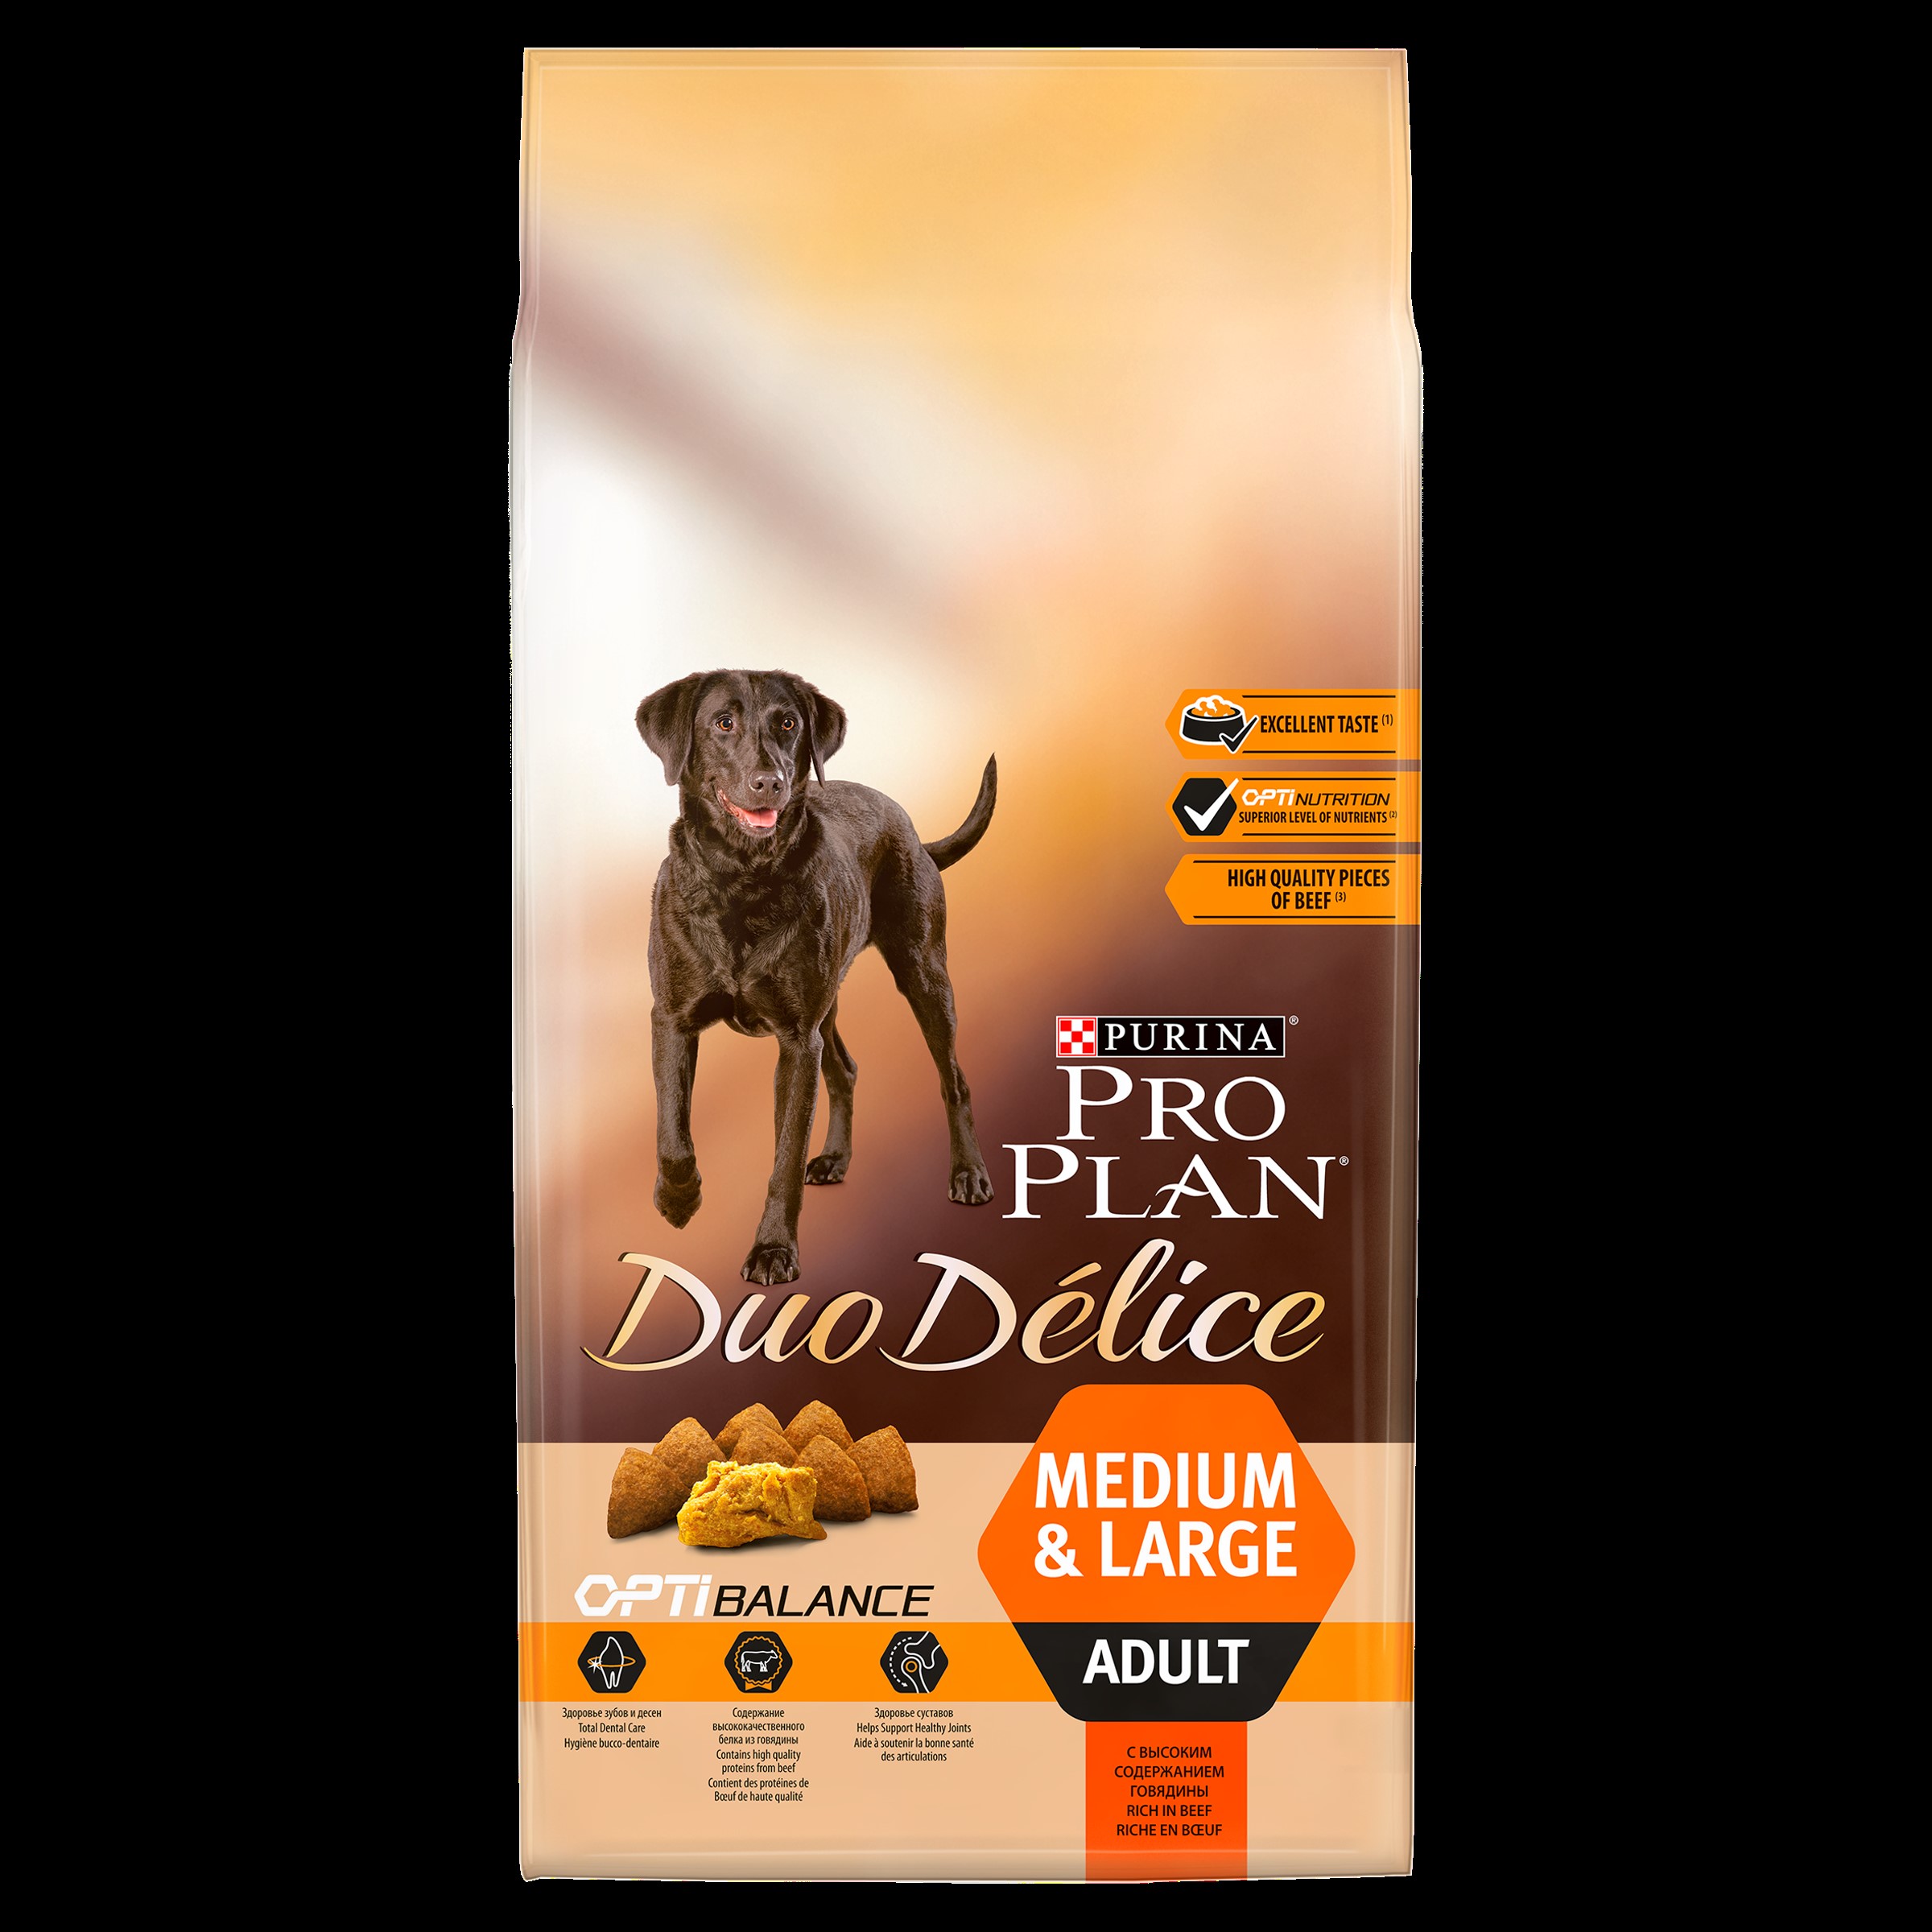 EXCELLENT TASTE (1)
OPTINUTRITION
SUPERIOR LEVEL OF NUTRIENTS (2)
HIGH QUALITY PIECES
OF BEEF (3)
PURINA®
PRO
PLAN®
Duo Délice
MEDIUM
& LARGE
ADULT
OPTIBALANCE
Здоровье зубов и десен
Total Dental Care
Hygiène bucco-dentaire
Содержание
высококачественного
белка из говядины
Contains high quality
proteins from beef
Contient des protéines de
Bœuf de haute qualité
Здоровье суставов
Helps Support Healthy Joints
Aide à soutenir la bonne santé
des articulations
С ВЫСОКИМ
СОДЕРЖАНИЕМ
ГОВЯДИНЫ
RICH IN BEEF
RICHE EN BŒUF